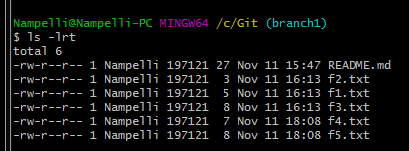 Nampelli@Nampelli-PC MINGW64 /c/Git (branch1)
$ ls -lrt
total 6
-rw-r--r-- 1 Nampelli 197121 27 Nov 11 15:47 README.md
-rw-r--r-- 1 Nampelli 197121  3 Nov 11 16:13 f2.txt
-rw-r--r-- 1 Nampelli 197121  5 Nov 11 16:13 f1.txt
-rw-r--r-- 1 Nampelli 197121  8 Nov 11 16:13 f3.txt
-rw-r--r-- 1 Nampelli 197121  7 Nov 11 18:08 f4.txt
-rw-r--r-- 1 Nampelli 197121  8 Nov 11 18:08 f5.txt